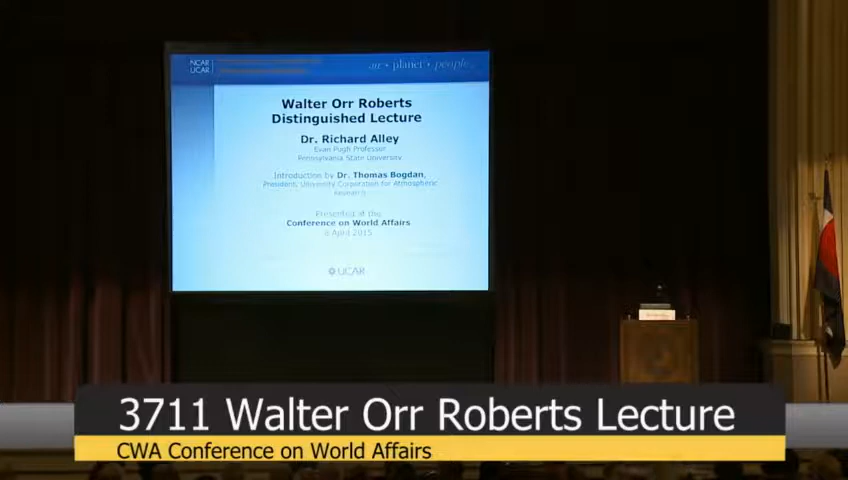 NCAR
UCAR
air • planet • people
Walter Orr Roberts
Distinguished Lecture
Dr. Richard Alley
Evan Pugh Professor
Pennsylvania State University
Introduction by Dr. Thomas Bogdan,
President, University Corporation for Atmospheric
Research
Presented at the
Conference on World Affairs
April 2015
UCAR
3711 Walter Orr Roberts Lecture
CWA Conference on World Affairs